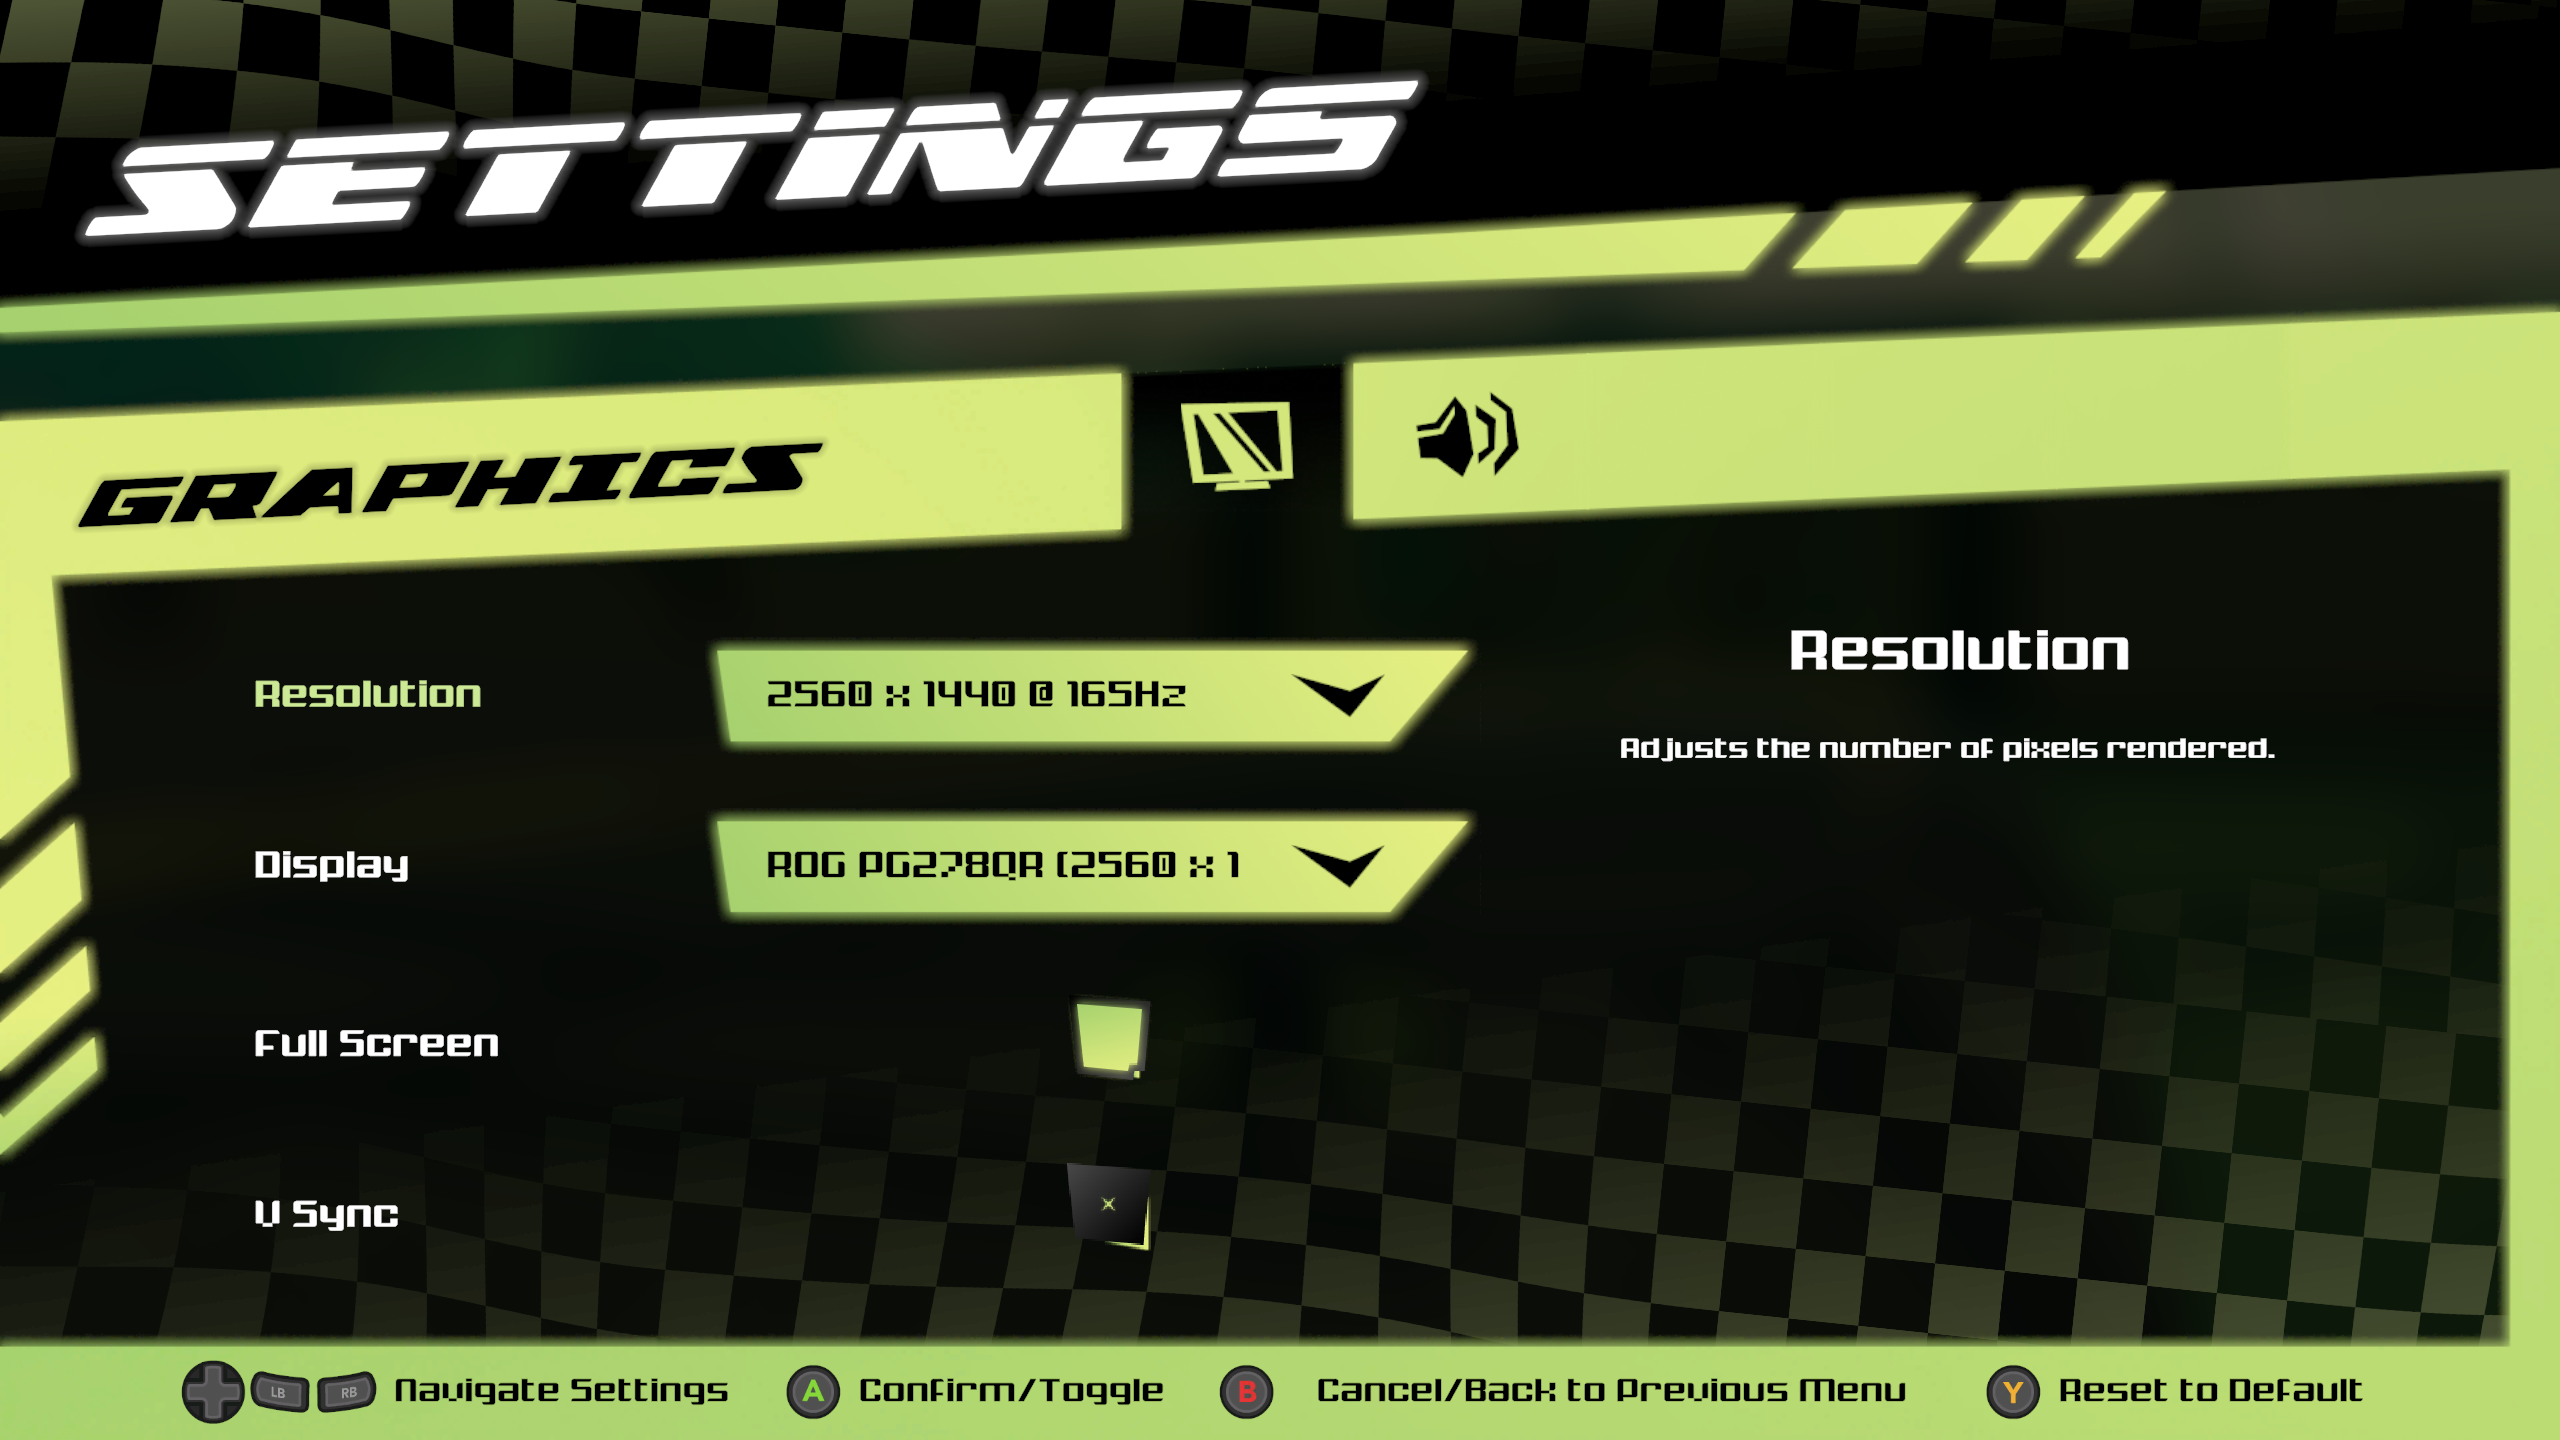 SETTINGS
GRAPHICS
Resolution
2560 x 1440 @ 165Hz
Resolution
Adjusts the number of pixels rendered.
Display
ROG PG278QR (2560 x 1
Full Screen
V Sync
LB RB Navigate Settings
A Confirm/Toggle
B Cancel/Back to Previous Menu
Y Reset to Default